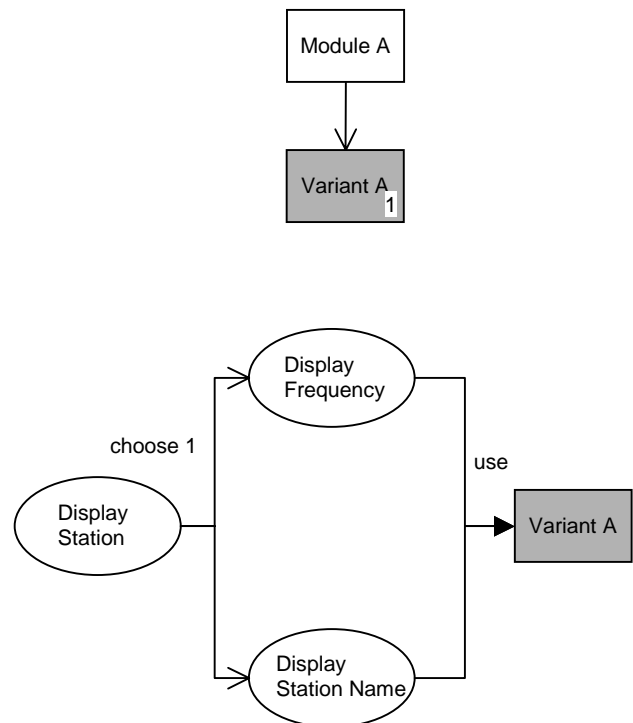 Module A
Variant A
1
Display
Frequency
choose 1
use
Display
Station
Variant A
Display
Station Name